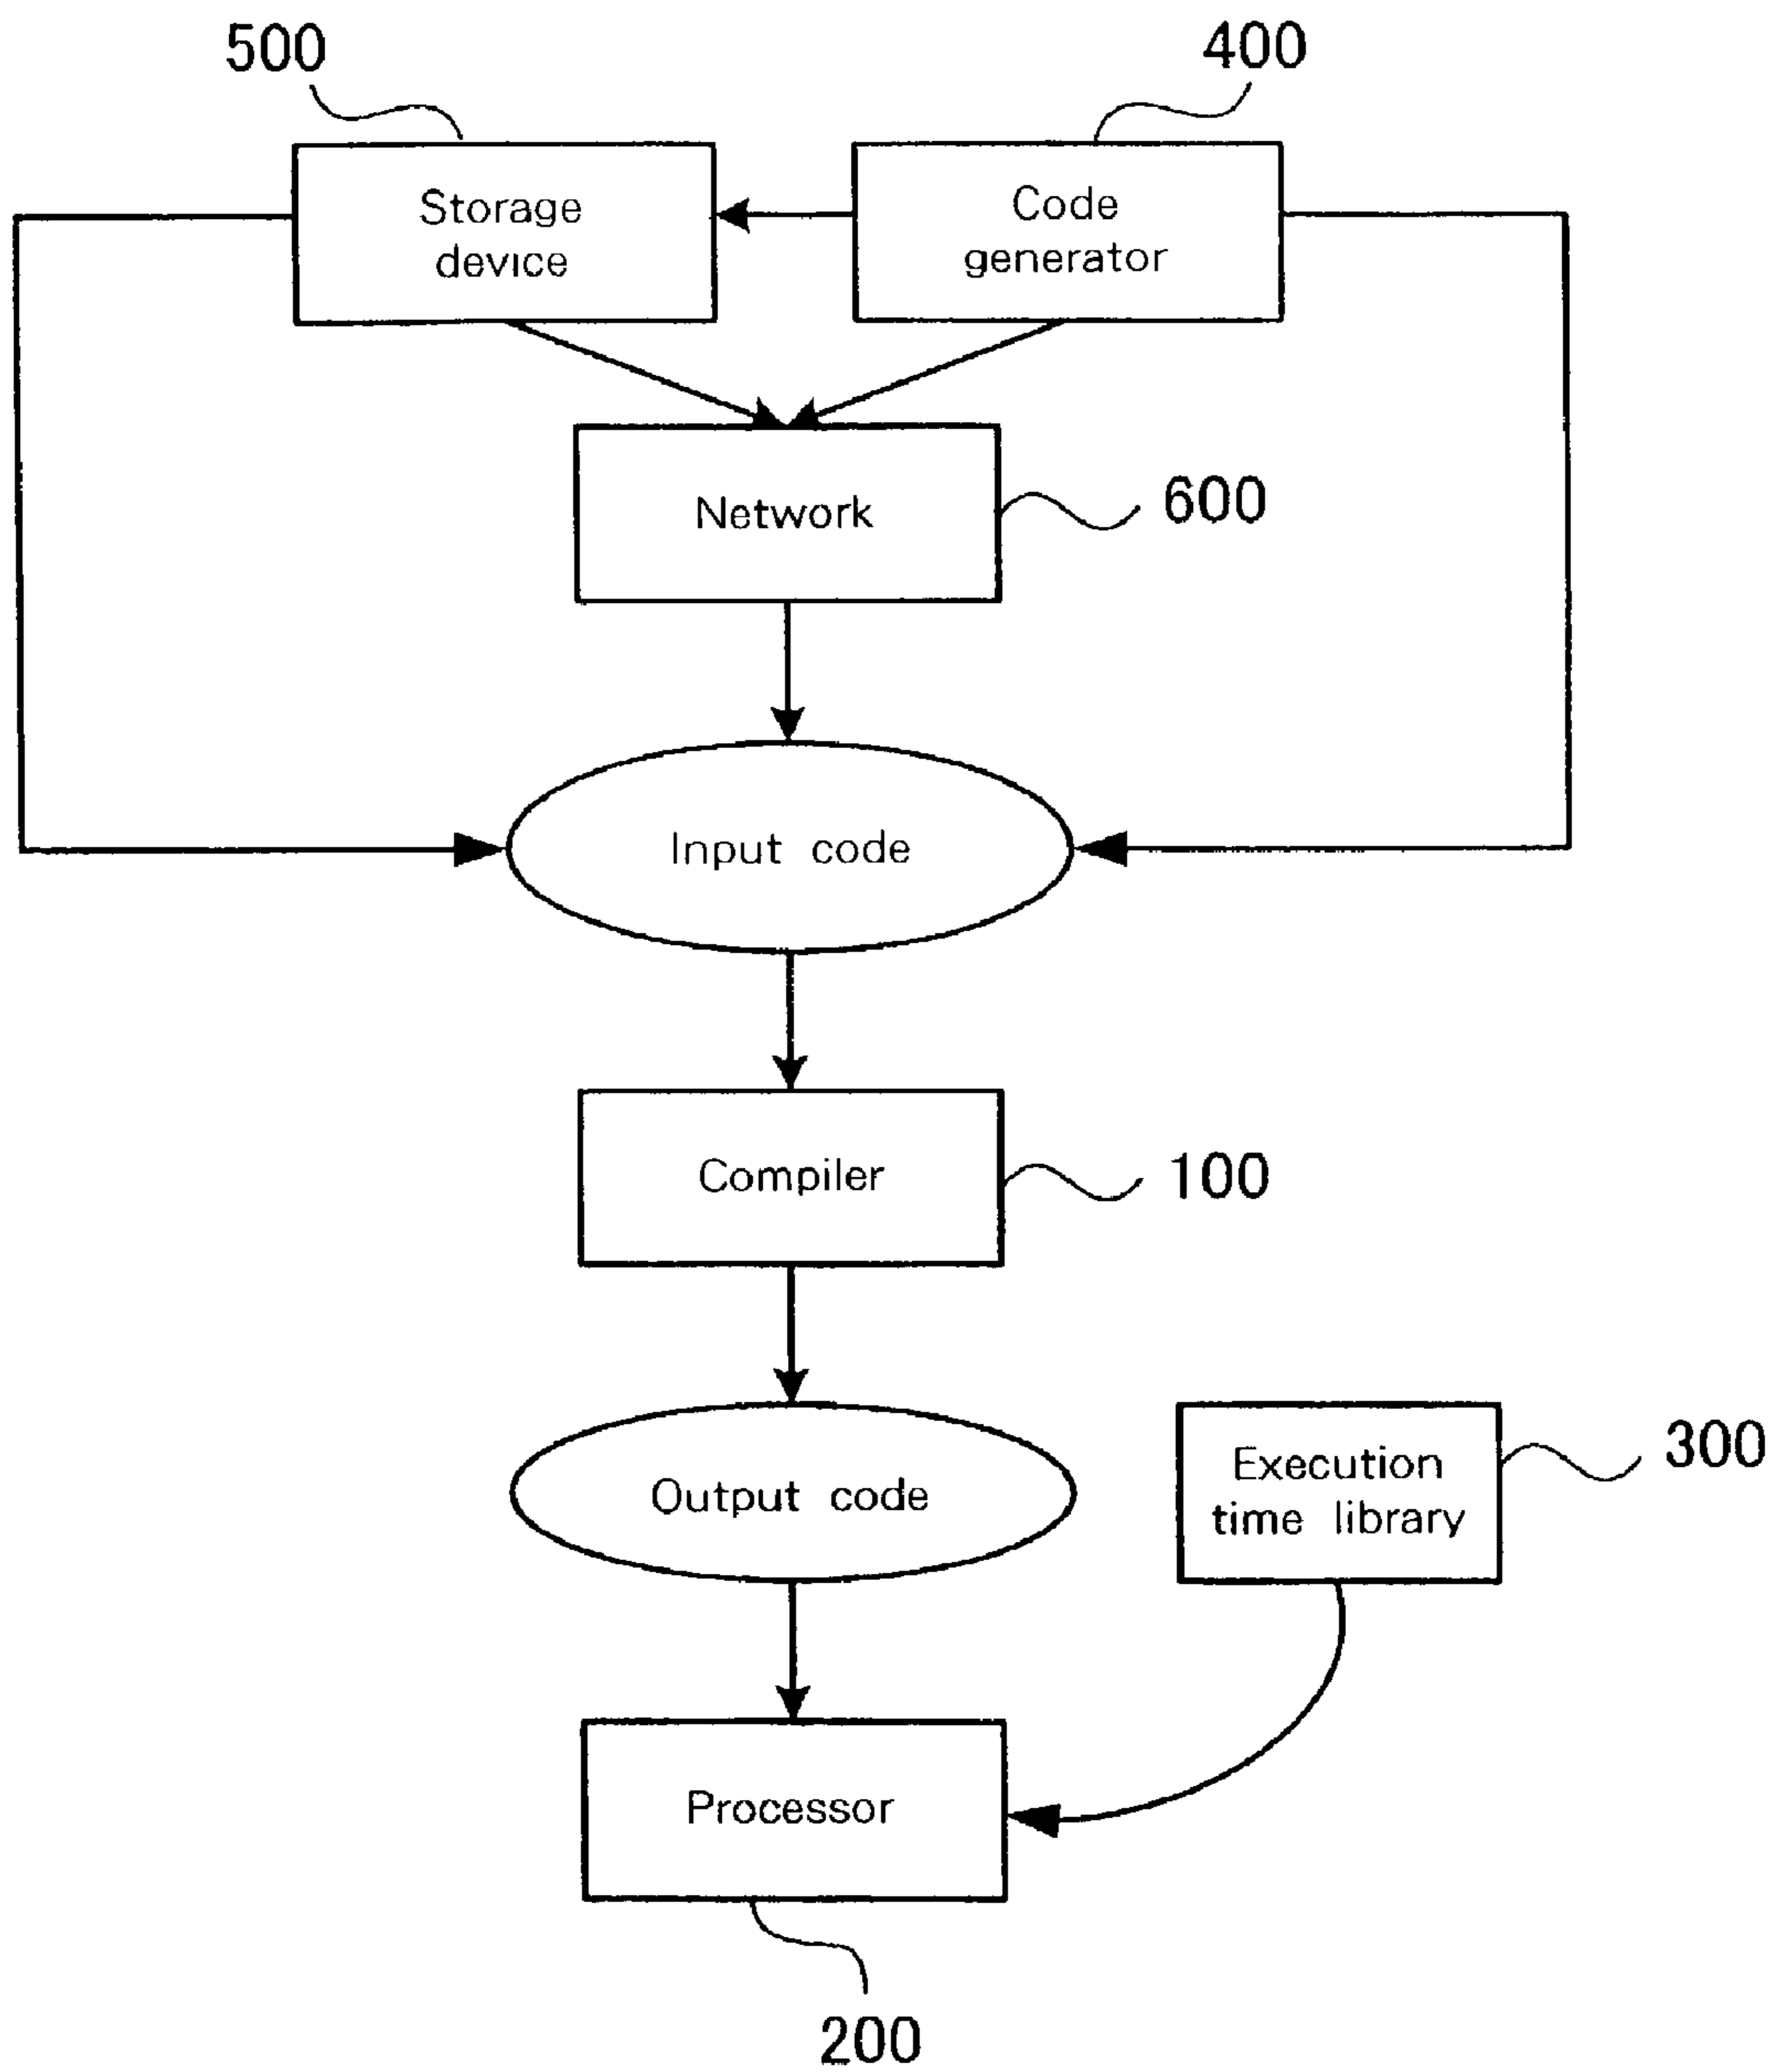 500
400
Storage
device
Code
generator
Network
600
Input code
Compiler
100
Output code
Execution
time library
300
Processor
200